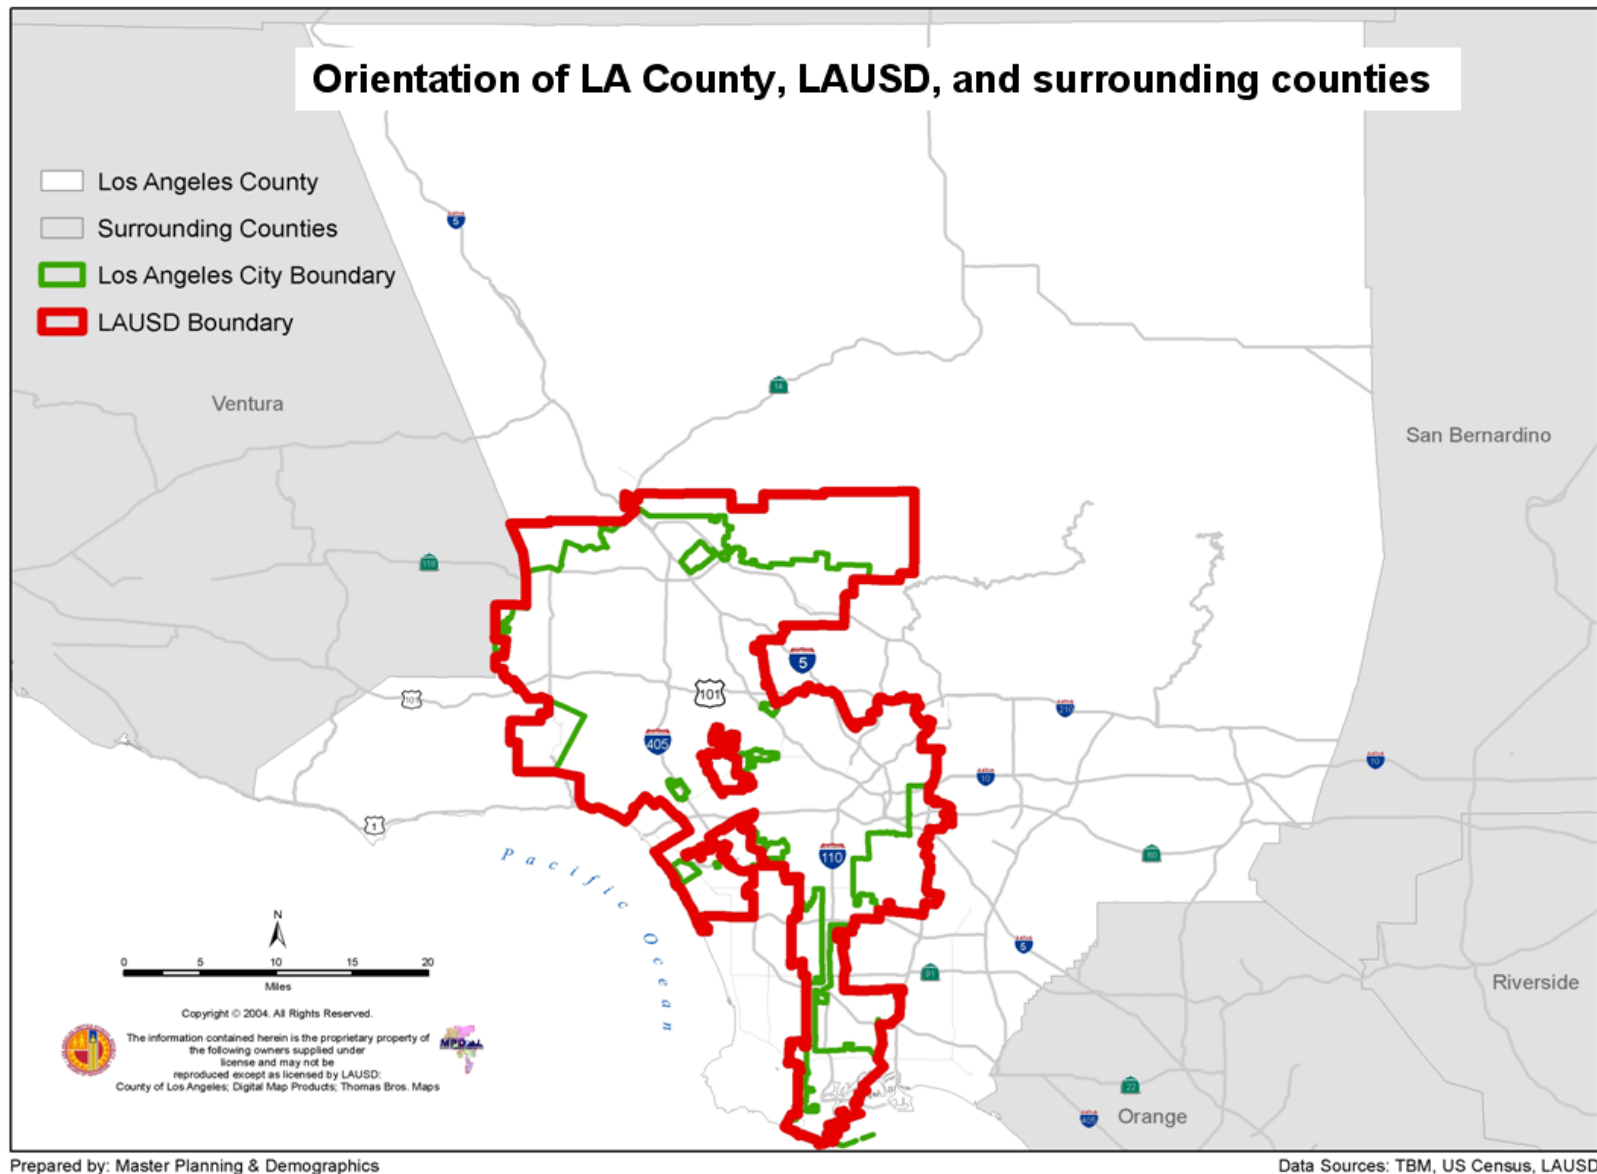 Orientation of LA County, LAUSD, and surrounding counties
Los Angeles County
Surrounding Counties
Los Angeles City Boundary
LAUSD Boundary
5
14
Ventura
San Bernardino
118
5
101
101
210
405
10
10
1
110
60
Pacific Ocean
N
5
91
0 5 10 15 20
Miles
Riverside
Copyright © 2004. All Rights Reserved.
The information contained herein is the proprietary property of
the following owners supplied under
license and may not be
reproduced except as licensed by LAUSD:
County of Los Angeles; Digital Map Products; Thomas Bros. Maps
22
405
Orange
Prepared by: Master Planning & Demographics
Data Sources: TBM, US Census, LAUSD